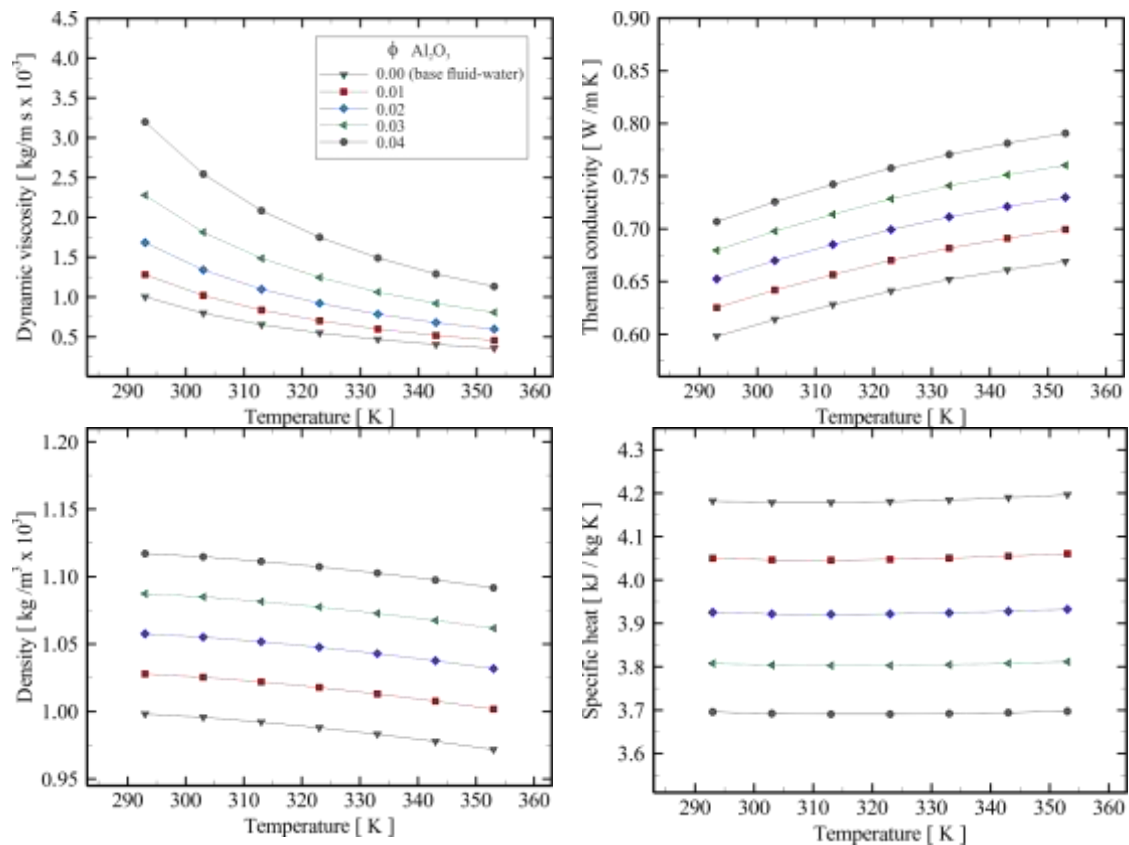 4.5
4.0
3.5
3.0
2.5
2.0
1.5
1.0
0.5
Dynamic viscosity [ kg/m s x 10⁻³]
ϕ Al₂O₃
0.00 (base fluid-water)
0.01
0.02
0.03
0.04
290 300 310 320 330 340 350 360
Temperature [ K ]
0.90
0.85
0.80
0.75
0.70
0.65
0.60
Thermal conductivity [ W /m K ]
290 300 310 320 330 340 350 360
Temperature [ K ]
1.20
1.15
1.10
1.05
1.00
0.95
Density [ kg /m³ x 10³]
290 300 310 320 330 340 350 360
Temperature [ K ]
4.3
4.2
4.1
4.0
3.9
3.8
3.7
3.6
Specific heat [ kJ / kg K ]
290 300 310 320 330 340 350 360
Temperature [ K ]